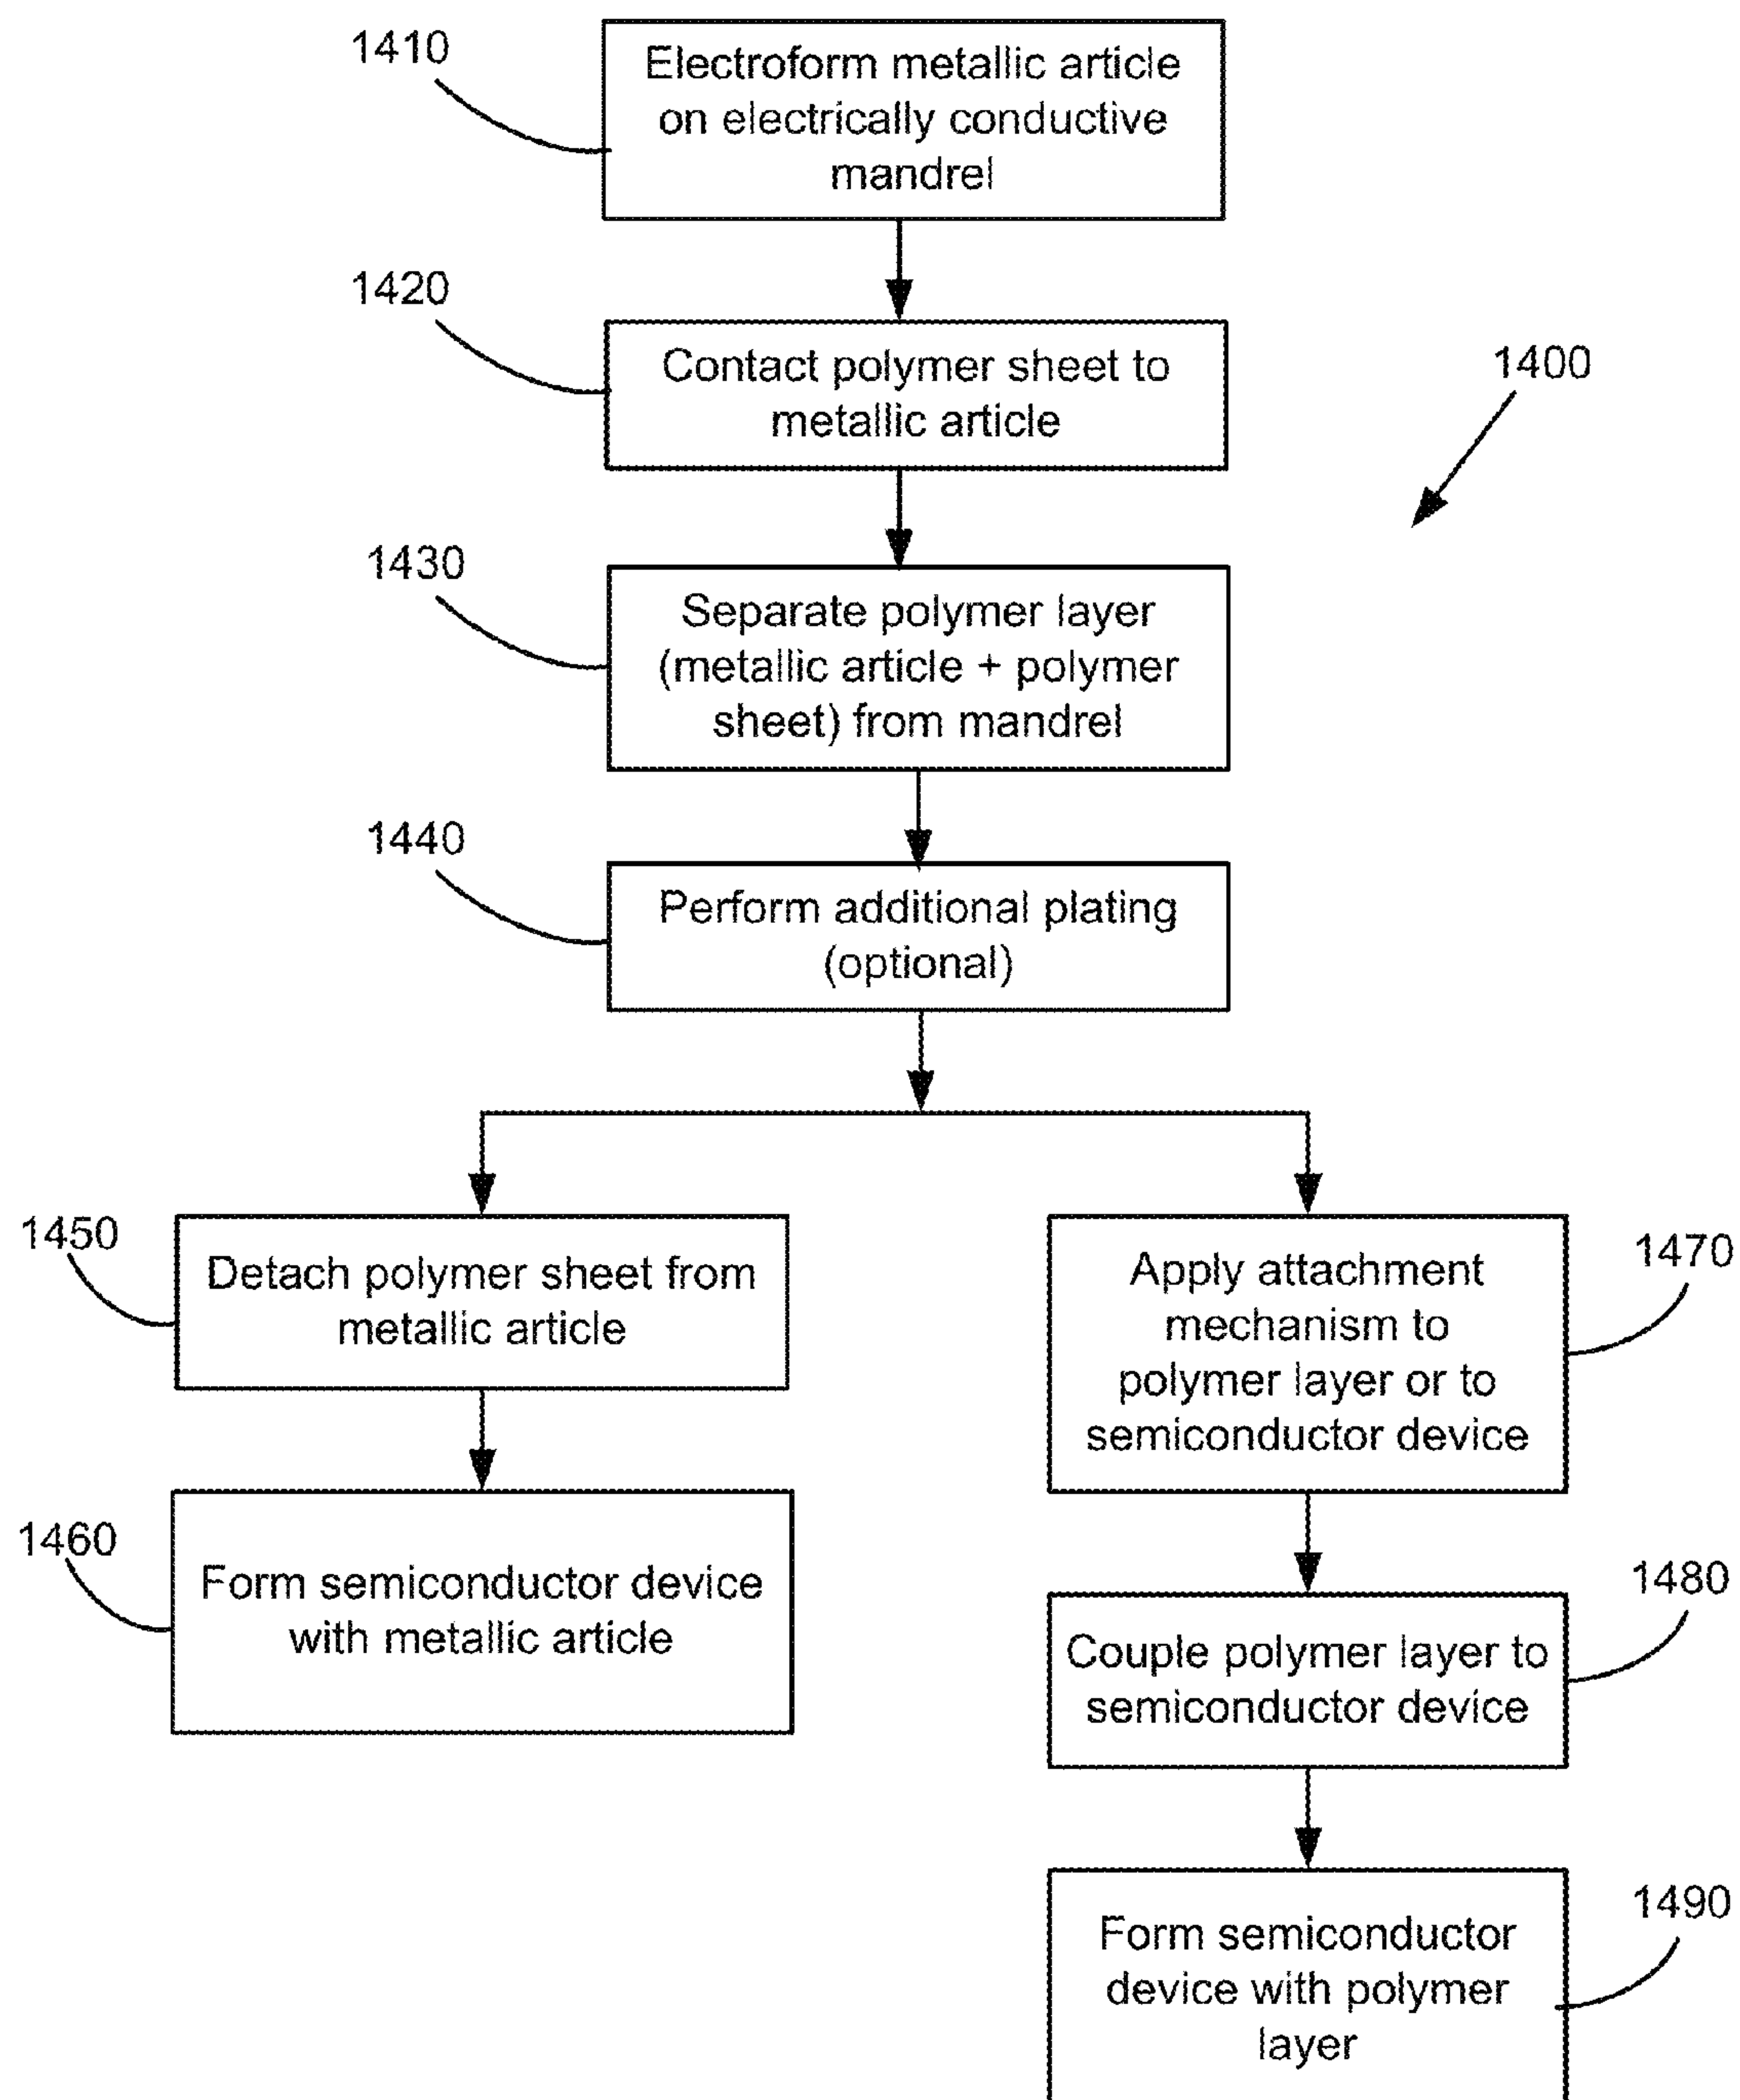 1410
Electroform metallic article
on electrically conductive
mandrel
1420
Contact polymer sheet to
metallic article
1400
1430
Separate polymer layer
(metallic article + polymer
sheet) from mandrel
1440
Perform additional plating
(optional)
1450
Detach polymer sheet from
metallic article
1460
Form semiconductor device
with metallic article
1470
Apply attachment
mechanism to
polymer layer or to
semiconductor device
1480
Couple polymer layer to
semiconductor device
1490
Form semiconductor
device with polymer
layer